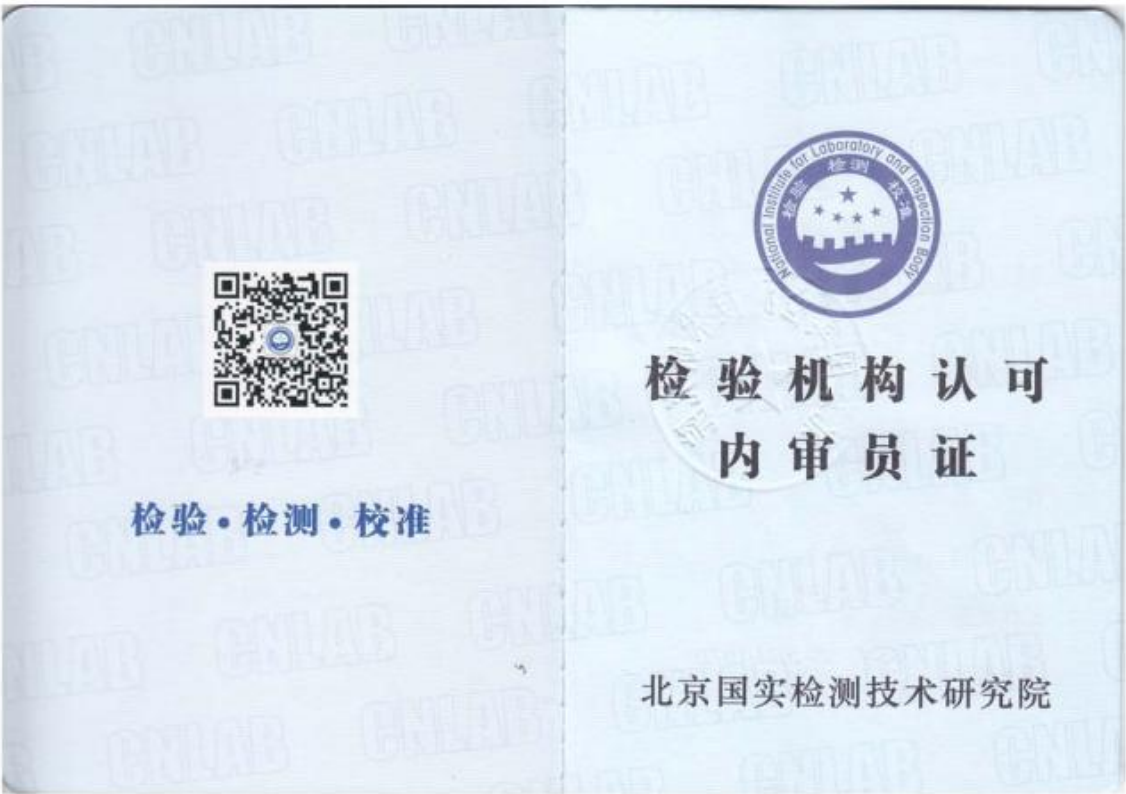 检验·检测·校准
National Institute for Laboratory and Inspection Body
检验 检测 校准
检验机构认可
内审员证
北京国实检测技术研究院
CNLAB